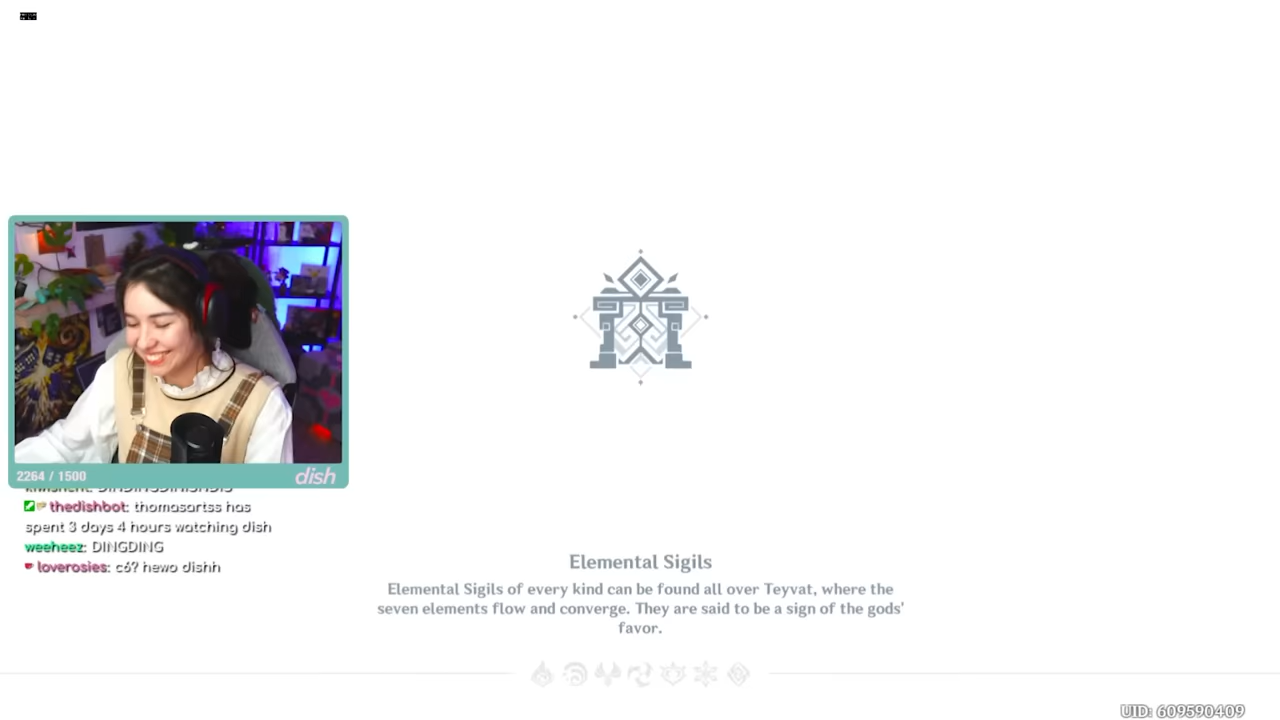 2264 / 1500
dish
thedishbot: thomasartss has
spent 3 days 4 hours watching dish
weeheez: DINGDING
loverosies: c6? hewo dishh
Elemental Sigils
Elemental Sigils of every kind can be found all over Teyvat, where the
seven elements flow and converge. They are said to be a sign of the gods'
favor.
UID: 609590409